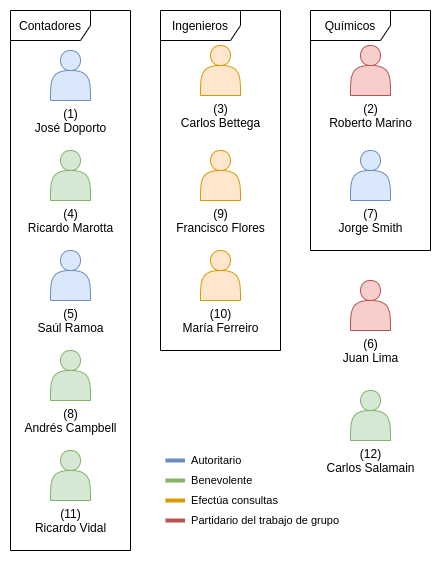 Contadores
(1)
José Doporto
(4)
Ricardo Marotta
(5)
Saúl Ramoa
(8)
Andrés Campbell
(11)
Ricardo Vidal
Ingenieros
(3)
Carlos Bettega
(9)
Francisco Flores
(10)
María Ferreiro
Químicos
(2)
Roberto Marino
(7)
Jorge Smith
(6)
Juan Lima
(12)
Carlos Salamain
Autoritario
Benevolente
Efectúa consultas
Partidario del trabajo de grupo